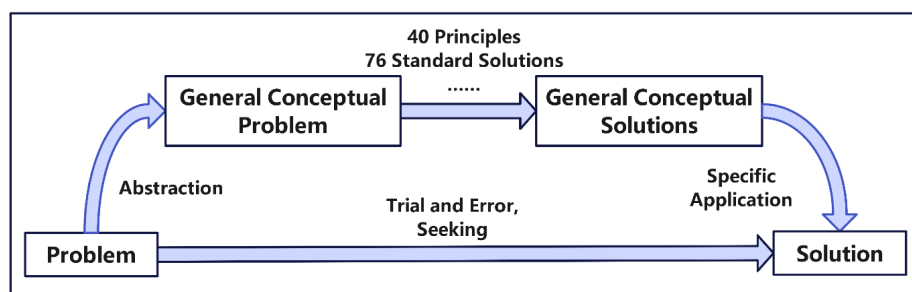 40 Principles
76 Standard Solutions
......
General Conceptual
Problem
General Conceptual
Solutions
Abstraction
Specific
Application
Trial and Error,
Seeking
Problem
Solution